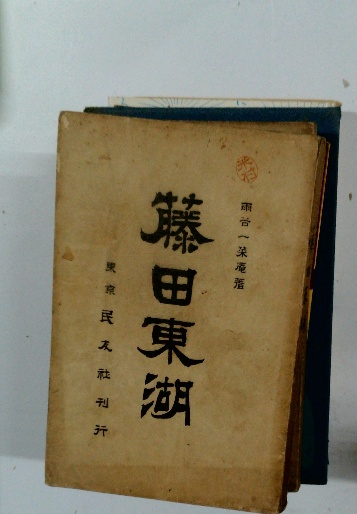 雨谷一菜庵著
藤田東湖
東京 民友社刊行